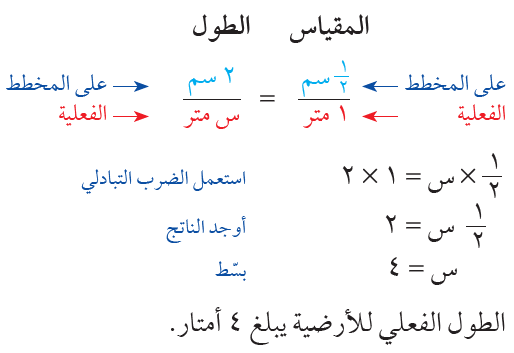 المقياس الطول
على المخطط ← ١/٢ سم ٢ سم → على المخطط
=
الفعلية ← ١ متر س متر → الفعلية
١/٢ × س = ١ × ٢ استعمل الضرب التبادلي
١/٢ س = ٢ أوجد الناتج
س = ٤ بسّط
الطول الفعلي للأرضية يبلغ ٤ أمتار.